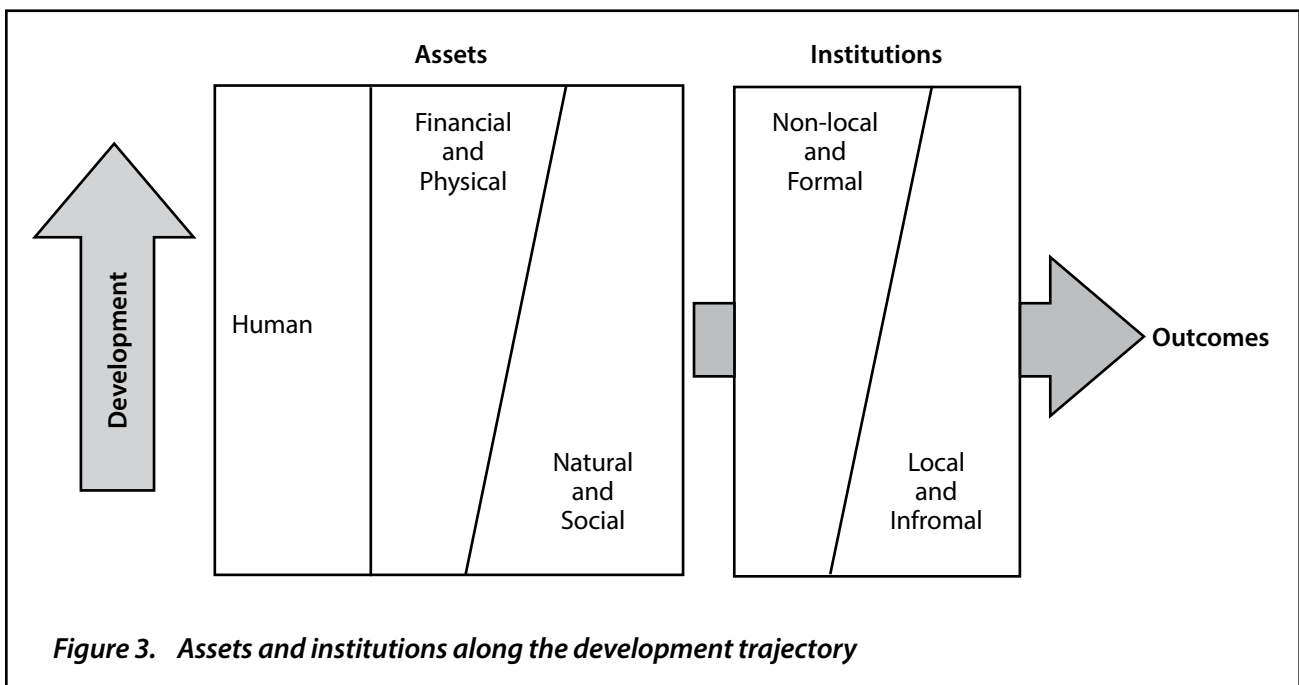 Assets
Institutions
Development
Human
Financial
and
Physical
Natural
and
Social
Non-local
and
Formal
Local
and
Infromal
Outcomes
Figure 3. Assets and institutions along the development trajectory